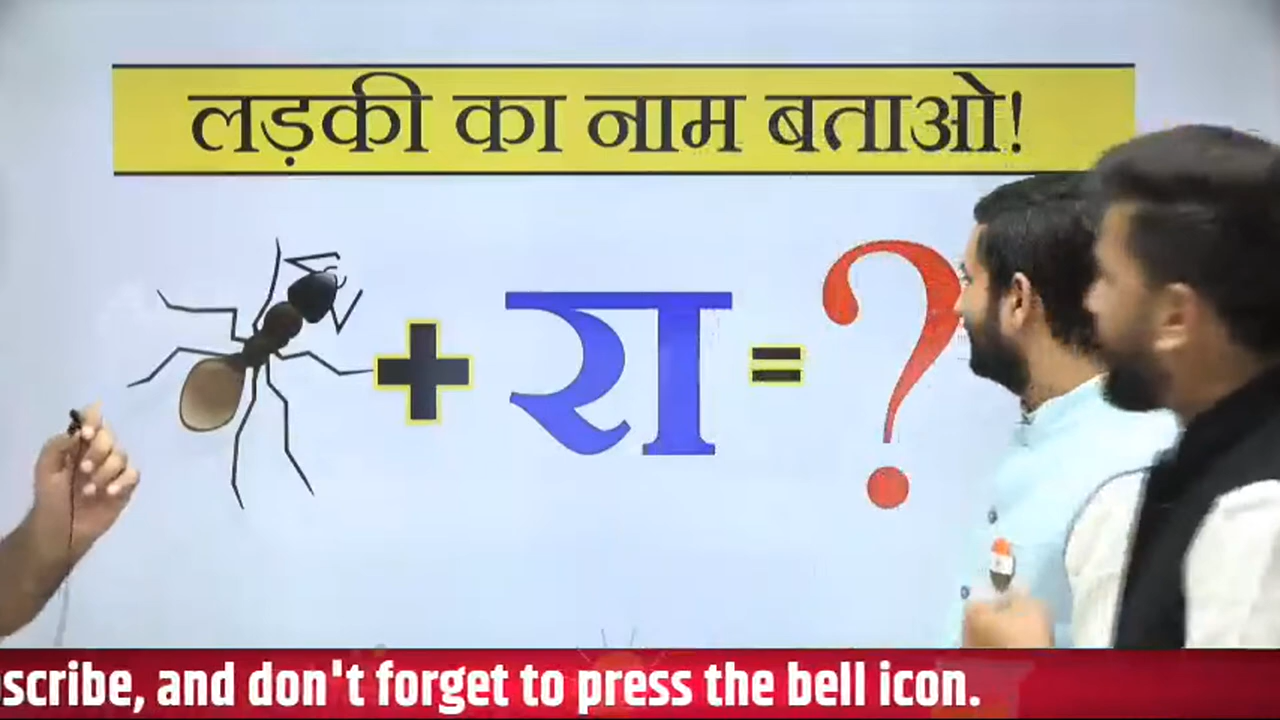 लड़की का नाम बताओ!
+ रा = ?
scribe, and don't forget to press the bell icon.